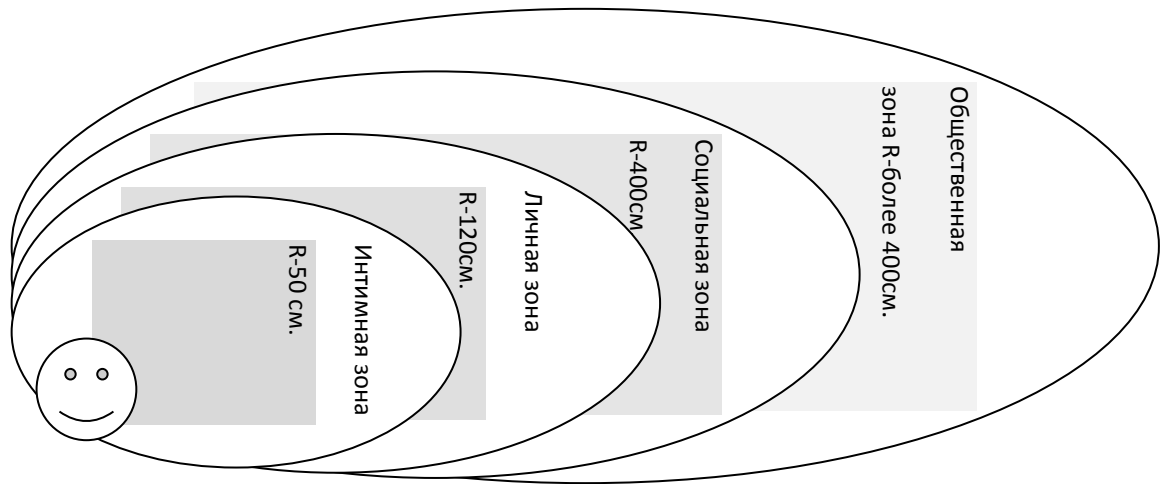 Интимная зона
R-50 см.
Личная зона
R-120см.
Социальная зона
R-400см.
Общественная
зона R-более 400см.